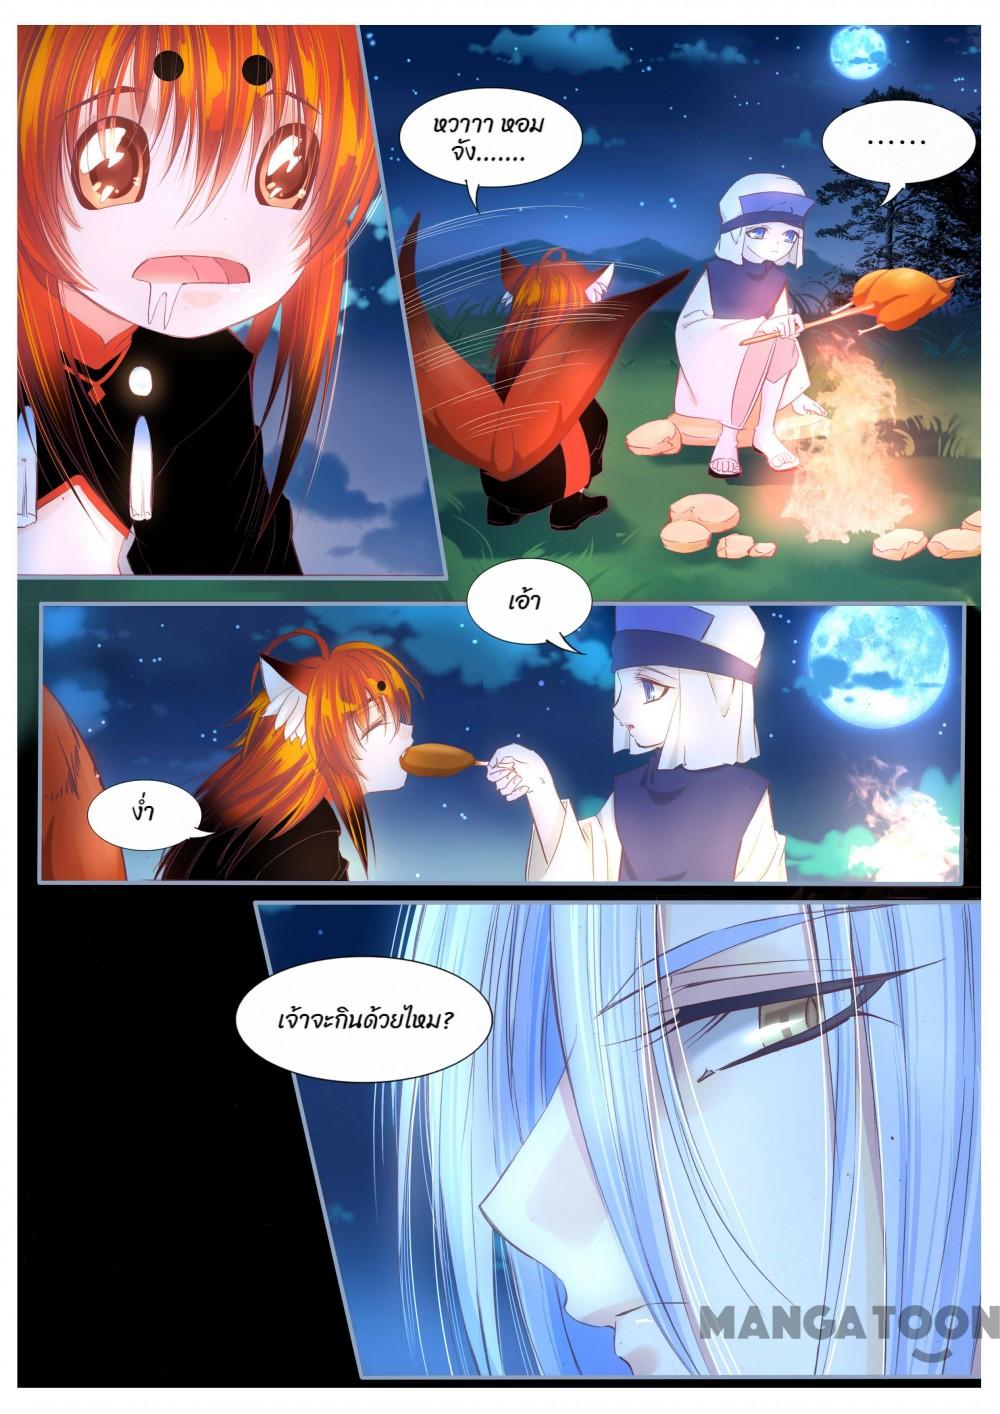 หวาาา หอม
จัง.......
......
เอ้า
ง่ำ
เจ้าจะกินด้วยไหม?
MANGATOON